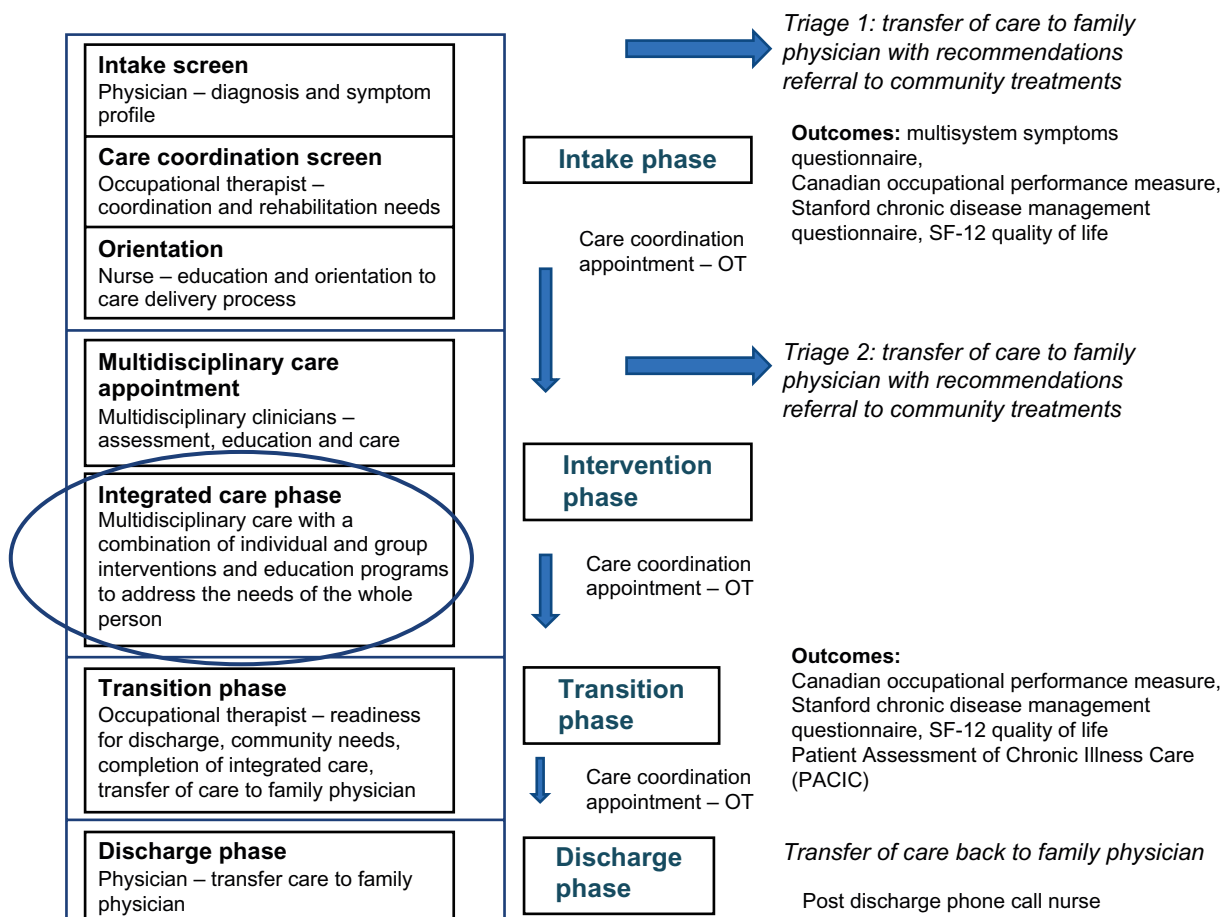 Intake screen
Physician – diagnosis and symptom
profile
Care coordination screen
Occupational therapist –
coordination and rehabilitation needs
Orientation
Nurse – education and orientation to
care delivery process
Multidisciplinary care
appointment
Multidisciplinary clinicians –
assessment, education and care
Integrated care phase
Multidisciplinary care with a
combination of individual and group
interventions and education programs
to address the needs of the whole
person
Transition phase
Occupational therapist – readiness
for discharge, community needs,
completion of integrated care,
transfer of care to family physician
Discharge phase
Physician – transfer care to family
physician
Intake phase
Care coordination
appointment – OT
Intervention
phase
Care coordination
appointment – OT
Transition
phase
Care coordination
appointment – OT
Discharge
phase
Triage 1: transfer of care to family
physician with recommendations
referral to community treatments
Outcomes: multisystem symptoms
questionnaire,
Canadian occupational performance measure,
Stanford chronic disease management
questionnaire, SF-12 quality of life
Triage 2: transfer of care to family
physician with recommendations
referral to community treatments
Outcomes:
Canadian occupational performance measure,
Stanford chronic disease management
questionnaire, SF-12 quality of life
Patient Assessment of Chronic Illness Care
(PACIC)
Transfer of care back to family physician
Post discharge phone call nurse